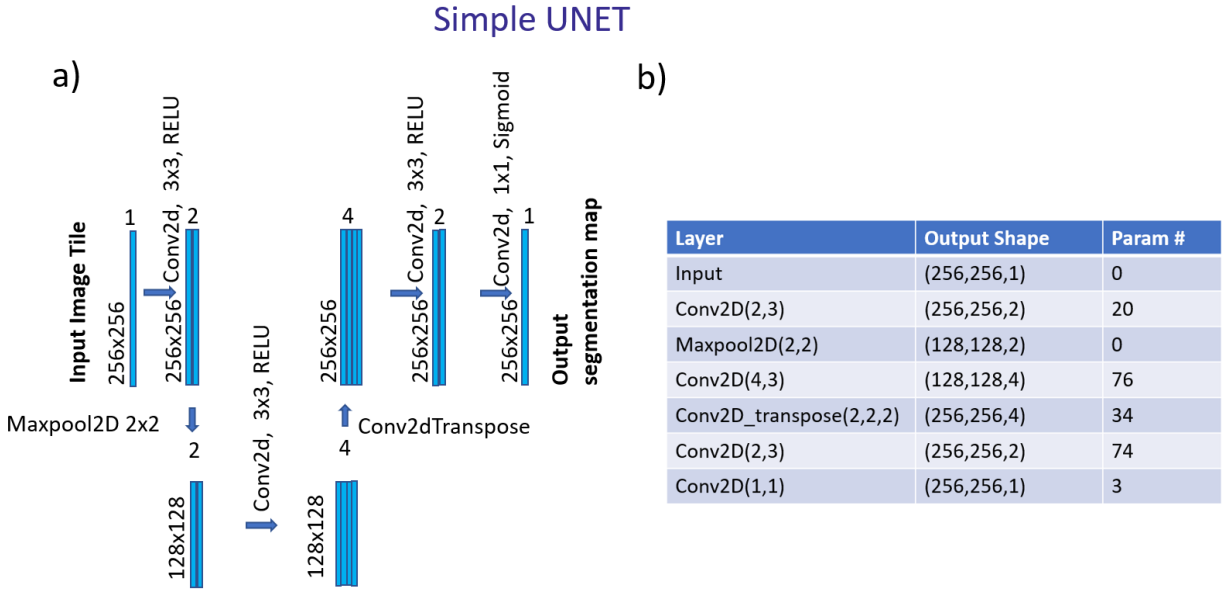 Simple UNET
a)
Input Image Tile
256x256
1
Conv2d, 3x3, RELU
256x256
2
Maxpool2D 2x2
2
128x128
Conv2d, 3x3, RELU
128x128
4
Conv2dTranspose
256x256
4
Conv2d, 3x3, RELU
256x256
2
Conv2d, 1x1, Sigmoid
256x256
1
Output
segmentation map
b)
Layer Output Shape Param #
Input (256,256,1) 0
Conv2D(2,3) (256,256,2) 20
Maxpool2D(2,2) (128,128,2) 0
Conv2D(4,3) (128,128,4) 76
Conv2D_transpose(2,2,2) (256,256,4) 34
Conv2D(2,3) (256,256,2) 74
Conv2D(1,1) (256,256,1) 3